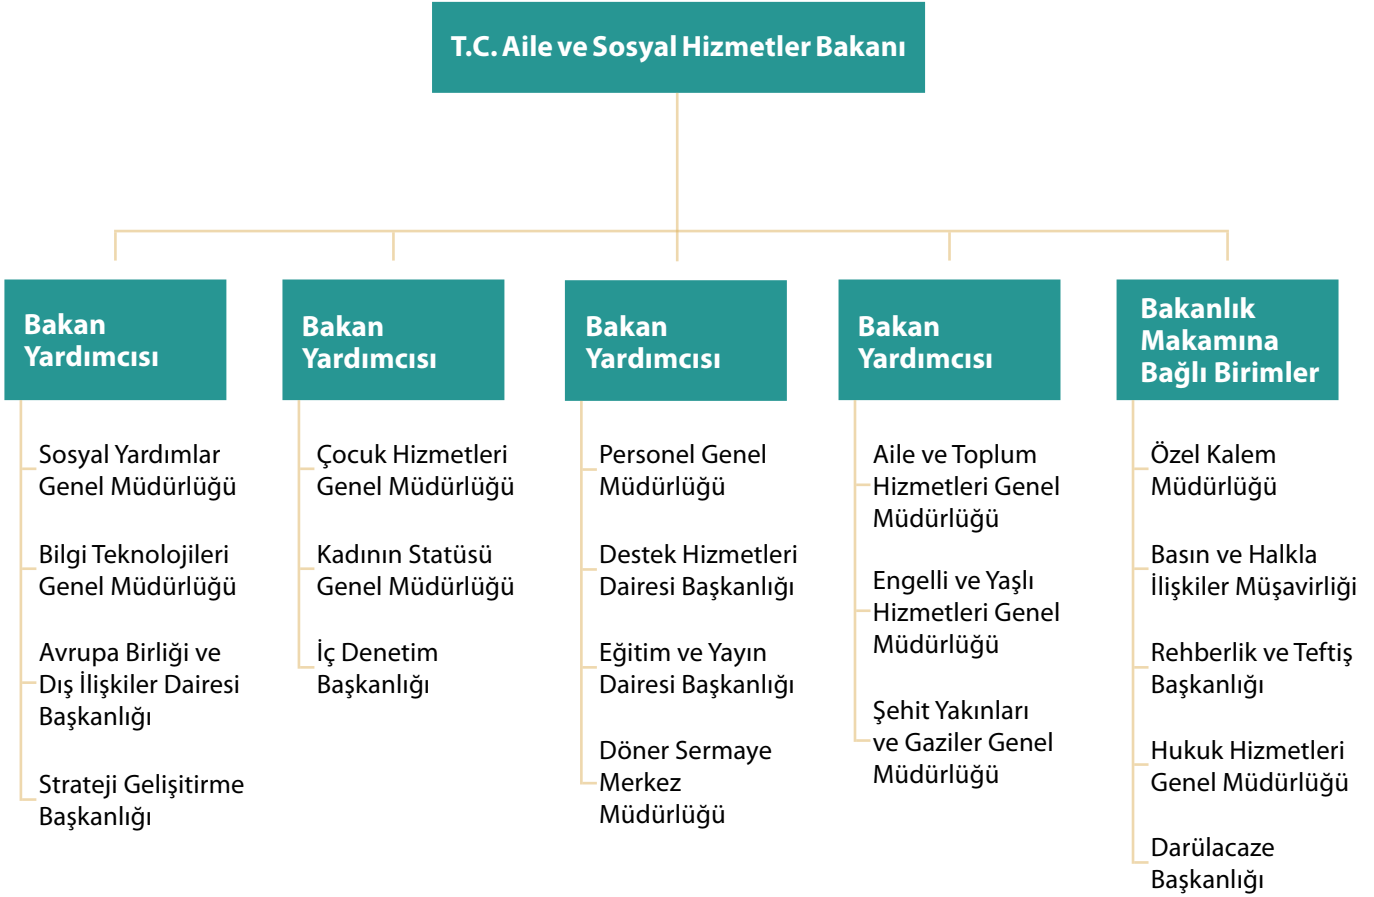 T.C. Aile ve Sosyal Hizmetler Bakanı
Bakan
Yardımcısı
Sosyal Yardımlar
Genel Müdürlüğü
Bilgi Teknolojileri
Genel Müdürlüğü
Avrupa Birliği ve
Dış İlişkiler Dairesi
Başkanlığı
Strateji Gelişitirme
Başkanlığı
Bakan
Yardımcısı
Çocuk Hizmetleri
Genel Müdürlüğü
Kadının Statüsü
Genel Müdürlüğü
İç Denetim
Başkanlığı
Bakan
Yardımcısı
Personel Genel
Müdürlüğü
Destek Hizmetleri
Dairesi Başkanlığı
Eğitim ve Yayın
Dairesi Başkanlığı
Döner Sermaye
Merkez
Müdürlüğü
Bakan
Yardımcısı
Aile ve Toplum
Hizmetleri Genel
Müdürlüğü
Engelli ve Yaşlı
Hizmetleri Genel
Müdürlüğü
Şehit Yakınları
ve Gaziler Genel
Müdürlüğü
Bakanlık
Makamına
Bağlı Birimler
Özel Kalem
Müdürlüğü
Basın ve Halkla
İlişkiler Müşavirliği
Rehberlik ve Teftiş
Başkanlığı
Hukuk Hizmetleri
Genel Müdürlüğü
Darülacaze
Başkanlığı